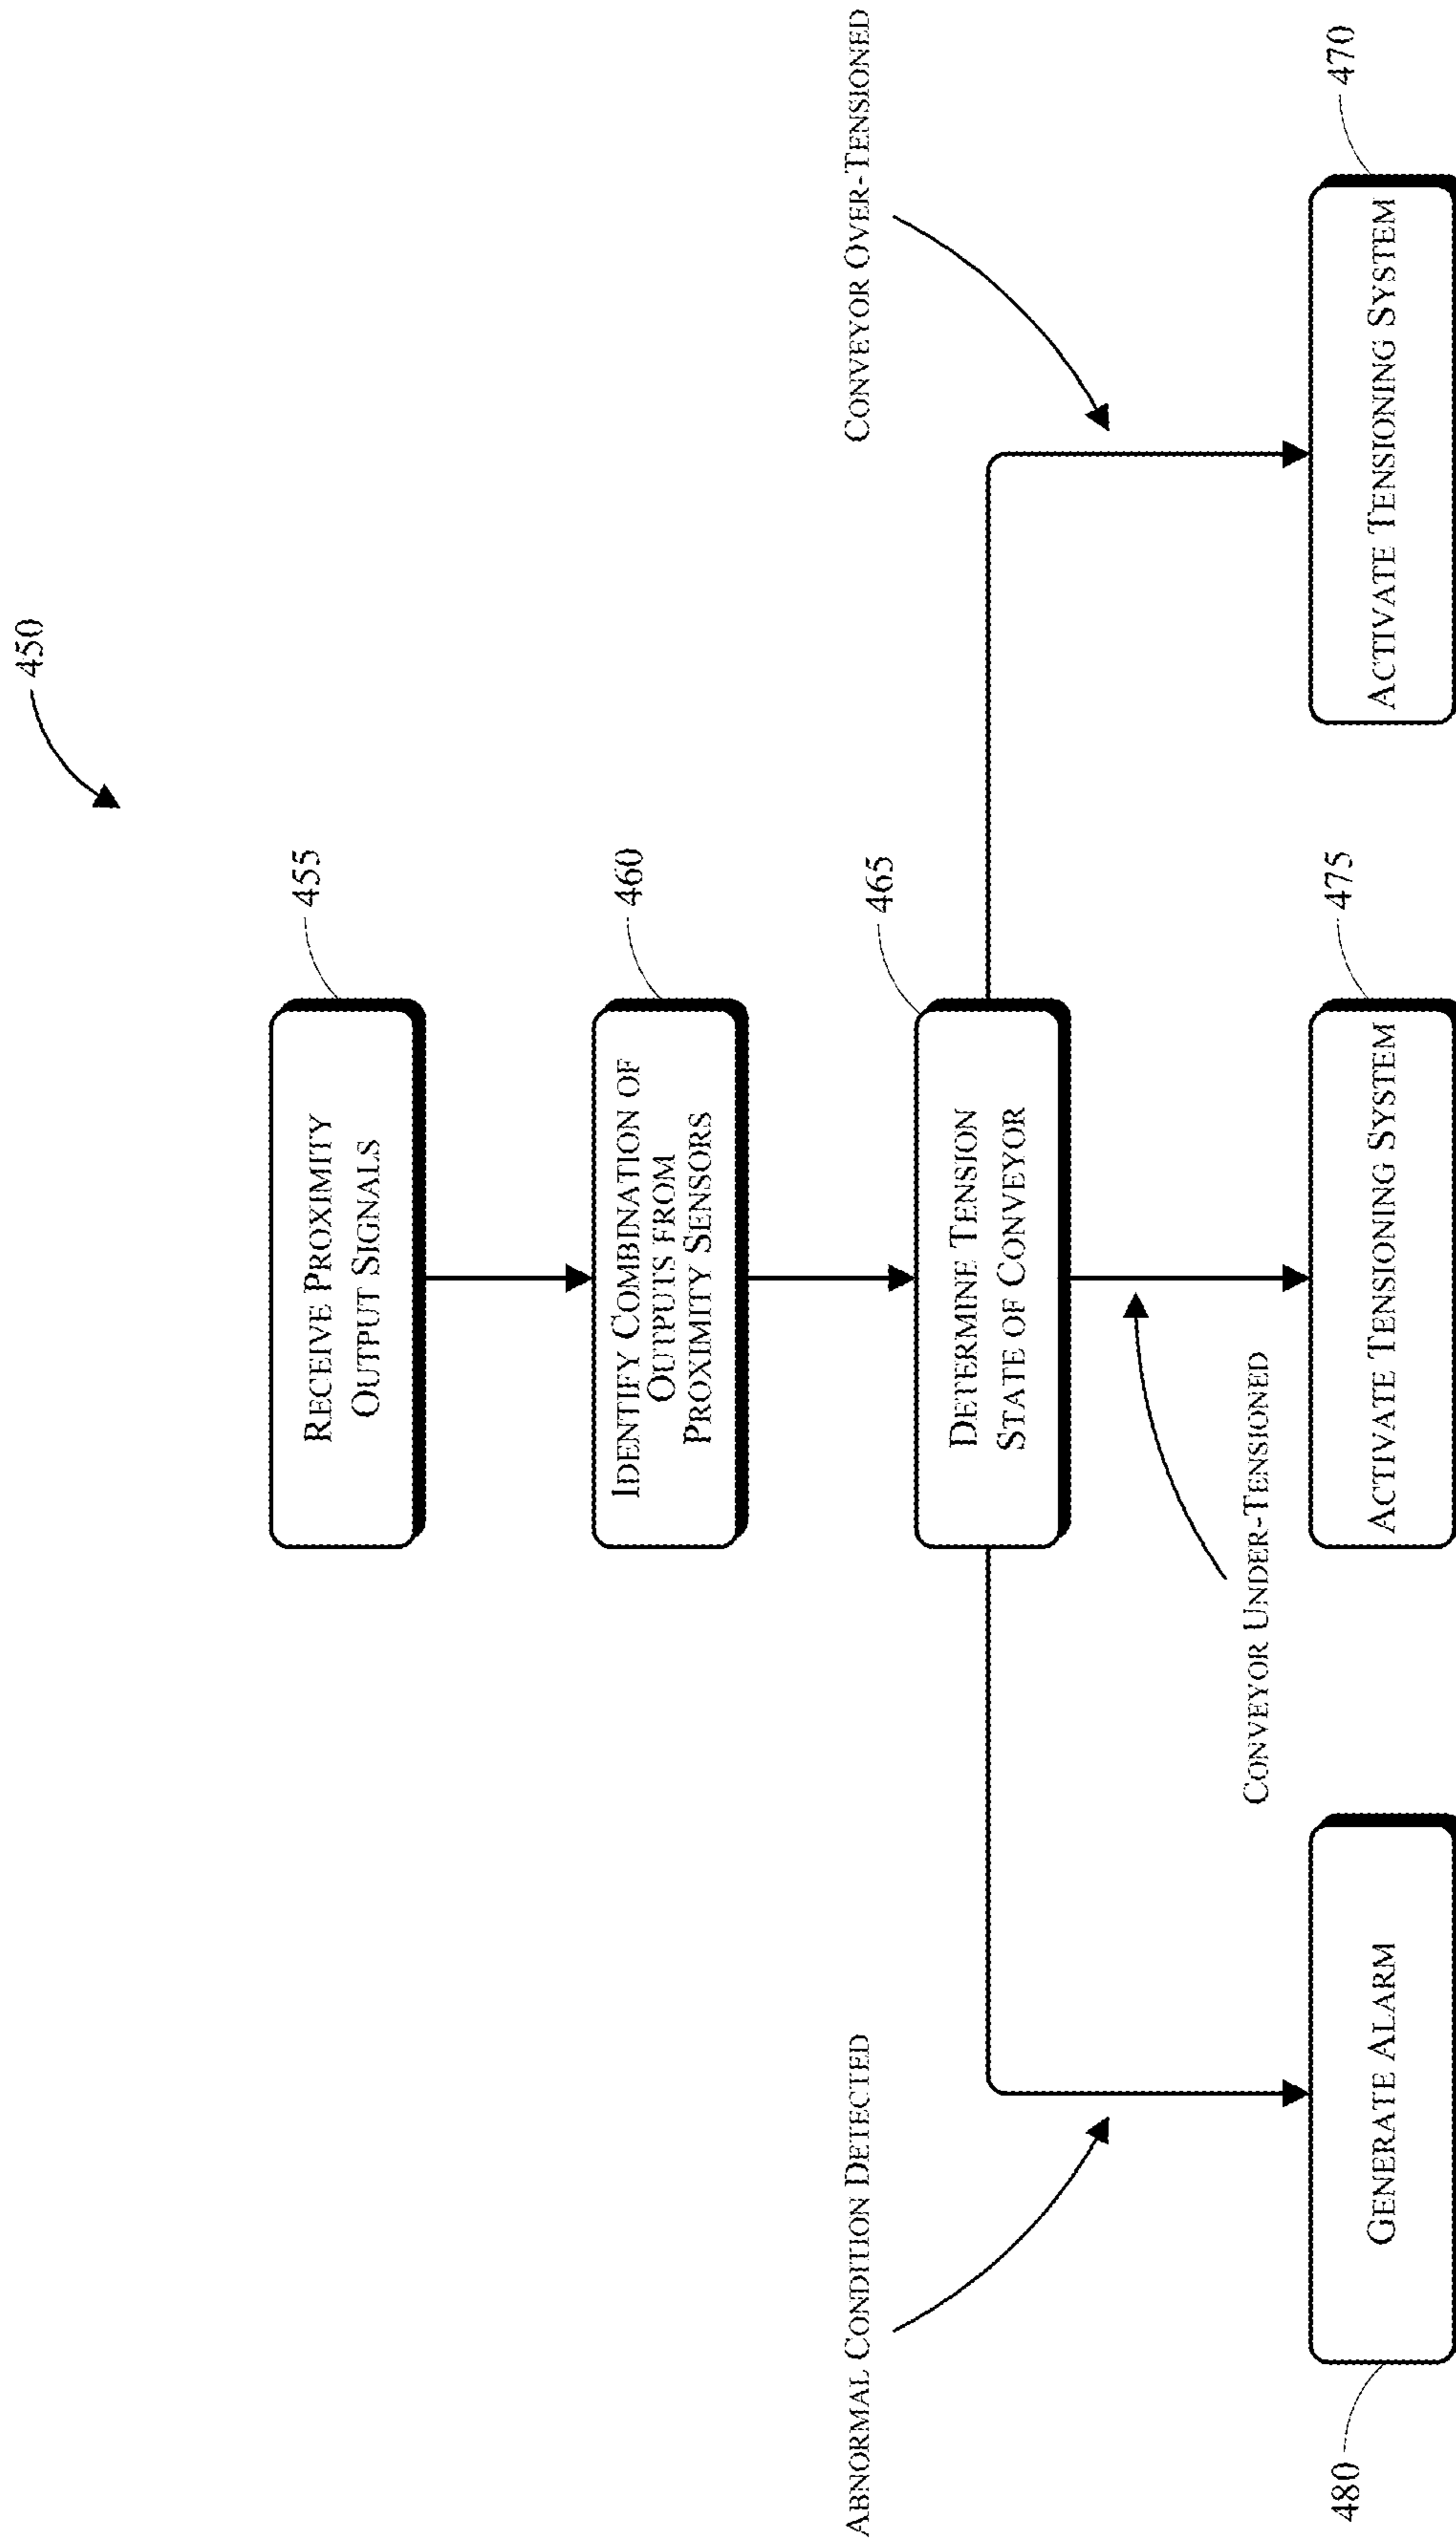 450
RECEIVE PROXIMITY
OUTPUT SIGNALS
455
IDENTIFY COMBINATION OF
OUTPUTS FROM
PROXIMITY SENSORS
460
DETERMINE TENSION
STATE OF CONVEYOR
465
ABNORMAL CONDITION DETECTED
CONVEYOR OVER-TENSIONED
CONVEYOR UNDER-TENSIONED
480
GENERATE ALARM
ACTIVATE TENSIONING SYSTEM
475
ACTIVATE TENSIONING SYSTEM
470